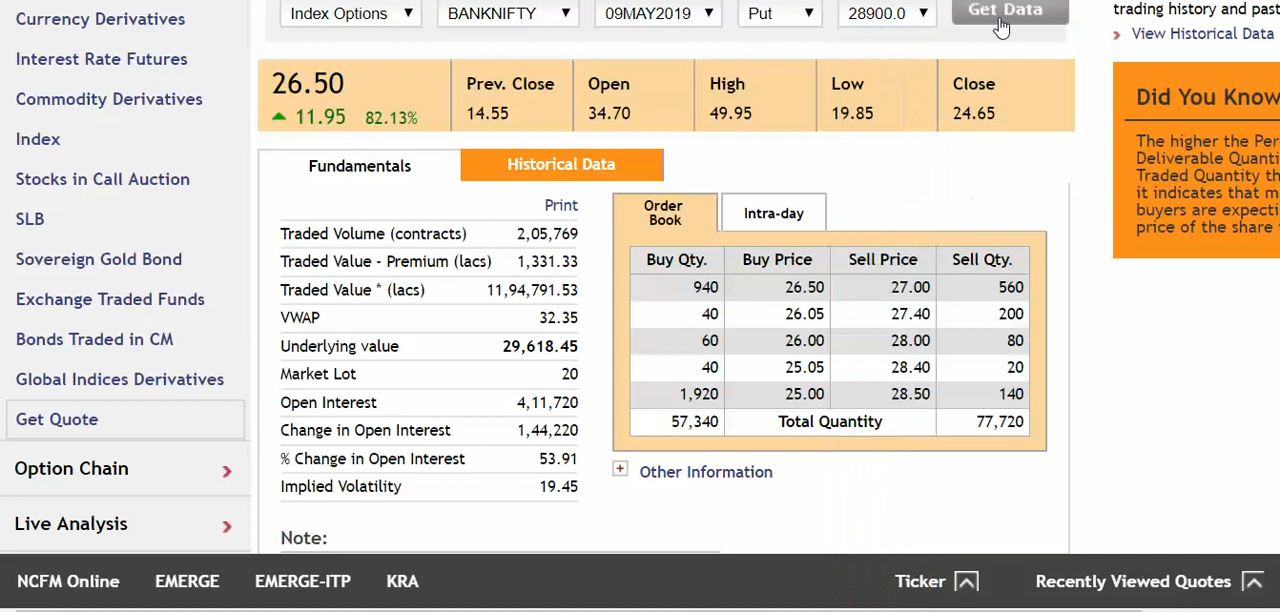 Currency Derivatives
Interest Rate Futures
Commodity Derivatives
Index
Stocks in Call Auction
SLB
Sovereign Gold Bond
Exchange Traded Funds
Bonds Traded in CM
Global Indices Derivatives
Get Quote
Option Chain
Live Analysis
Index Options BANKNIFTY 09MAY2019 Put 28900.0 Get Data
26.50
11.95 82.13%
Prev. Close Open High Low Close
14.55 34.70 49.95 19.85 24.65
Fundamentals Historical Data
Print
Traded Volume (contracts) 2,05,769
Traded Value - Premium (lacs) 1,331.33
Traded Value * (lacs) 11,94,791.53
VWAP 32.35
Underlying value 29,618.45
Market Lot 20
Open Interest 4,11,720
Change in Open Interest 1,44,220
% Change in Open Interest 53.91
Implied Volatility 19.45
Note:
Order
Book
Intra-day
Buy Qty. Buy Price Sell Price Sell Qty.
940 26.50 27.00 560
40 26.05 27.40 200
60 26.00 28.00 80
40 25.05 28.40 20
1,920 25.00 28.50 140
57,340 Total Quantity 77,720
+ Other Information
trading history and past
View Historical Data
Did You Know
The higher the Per
Deliverable Quanti
Traded Quantity th
it indicates that m
buyers are expecti
price of the share
NCFM Online EMERGE EMERGE-ITP KRA Ticker Recently Viewed Quotes